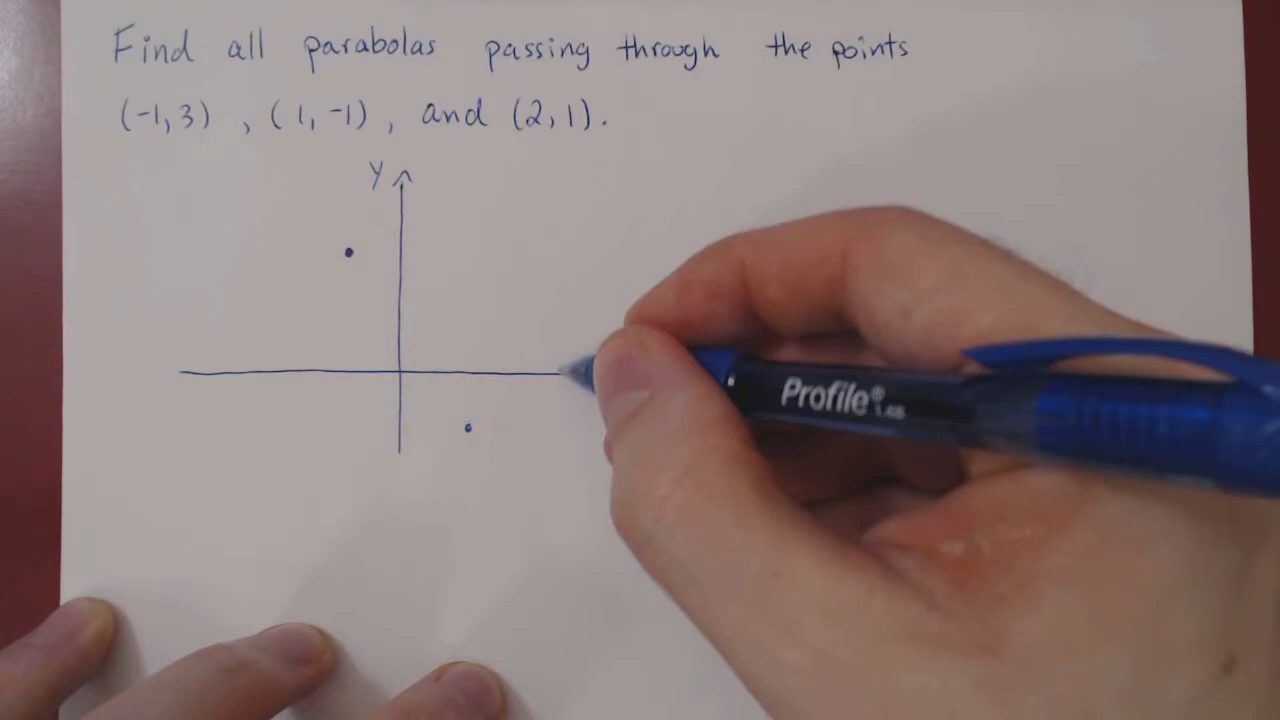 Find all parabolas passing through the points
(-1,3), (1,-1), and (2,1).
Y
Profile®